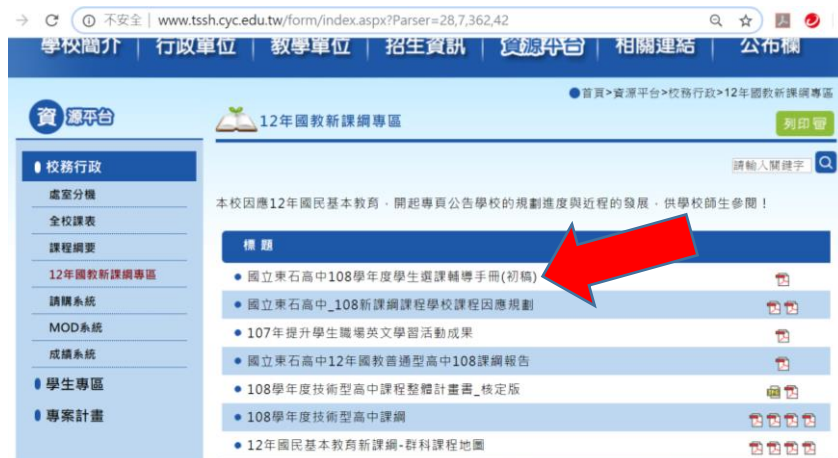 不安全 | www.tssh.cyc.edu.tw/form/index.aspx?Parser=28,7,362,42
學校簡介 | 行政單位 | 教學單位 | 招生資訊 | 資源平台 | 相關連結 | 公布欄
●首頁>資源平台>校務行政>12年國教新課綱專區
資源平台
12年國教新課綱專區
列印
校務行政
請輸入關鍵字
處室分機
本校因應12年國民基本教育，開起專頁公告學校的規劃進度與近程的發展，供學校師生參閱！
全校課表
課程綱要
標題
12年國教新課綱專區
● 國立東石高中108學年度學生選課輔導手冊(初稿)
請購系統
● 國立東石高中_108新課綱課程學校課程因應規劃
MOD系統
● 107年提升學生職場英文學習活動成果
成績系統
● 國立東石高中12年國教普通型高中108課綱報告
學生專區
● 108學年度技術型高中課程整體計畫書_核定版
專案計畫
● 108學年度技術型高中課綱
● 12年國民基本教育新課綱-群科課程地圖